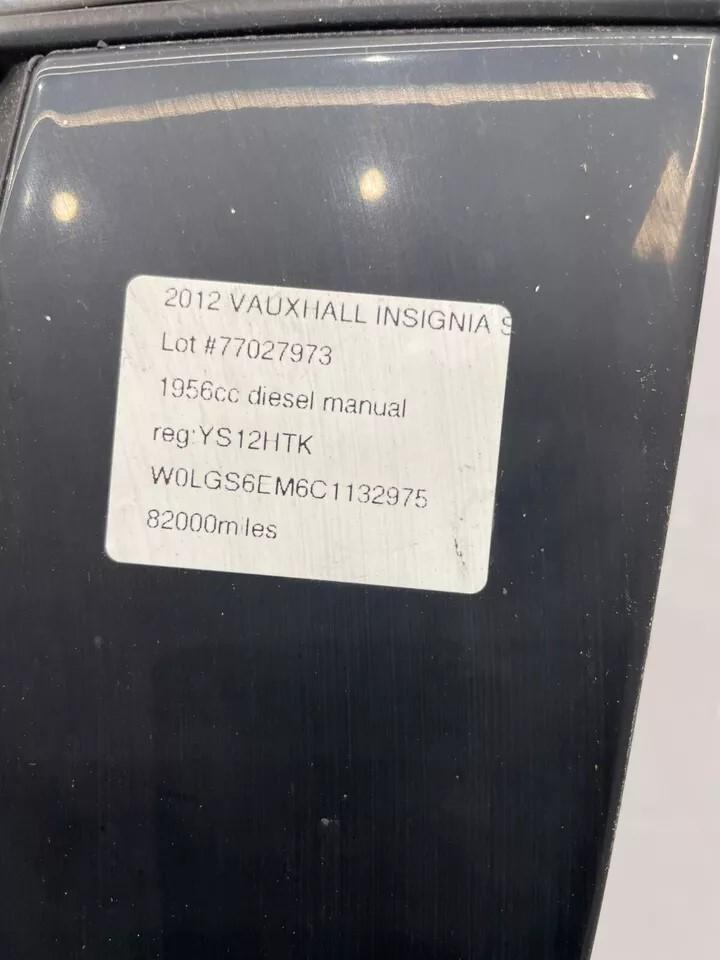 2012 VAUXHALL INSIGNIA S
Lot #77027973
1956cc diesel manual
reg:YS12HTK
W0LGS6EM6C1132975
82000miles